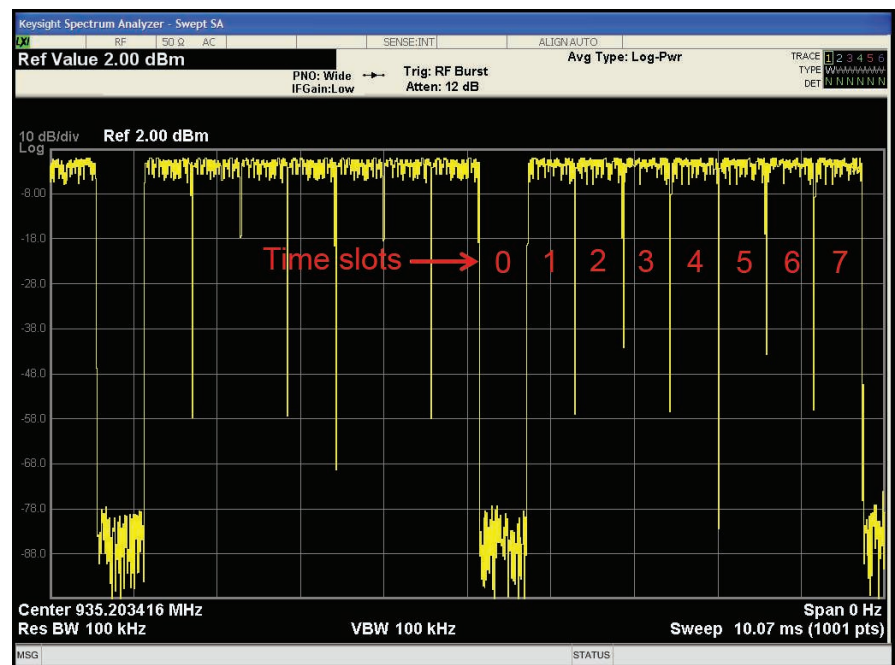 Keysight Spectrum Analyzer - Swept SA
LXI RF 50 Ω AC SENSE:INT ALIGN AUTO
Ref Value 2.00 dBm
PNO: Wide
IFGain:Low
Trig: RF Burst
Atten: 12 dB
Avg Type: Log-Pwr
TRACE 1 2 3 4 5 6
TYPE WWWWWW
DET N N N N N N
10 dB/div Ref 2.00 dBm
Log
-8.00
-18.0
-28.0
-38.0
-48.0
-58.0
-68.0
-78.0
-88.0
Time slots 0 1 2 3 4 5 6 7
Center 935.203416 MHz Span 0 Hz
Res BW 100 kHz VBW 100 kHz Sweep 10.07 ms (1001 pts)
MSG STATUS